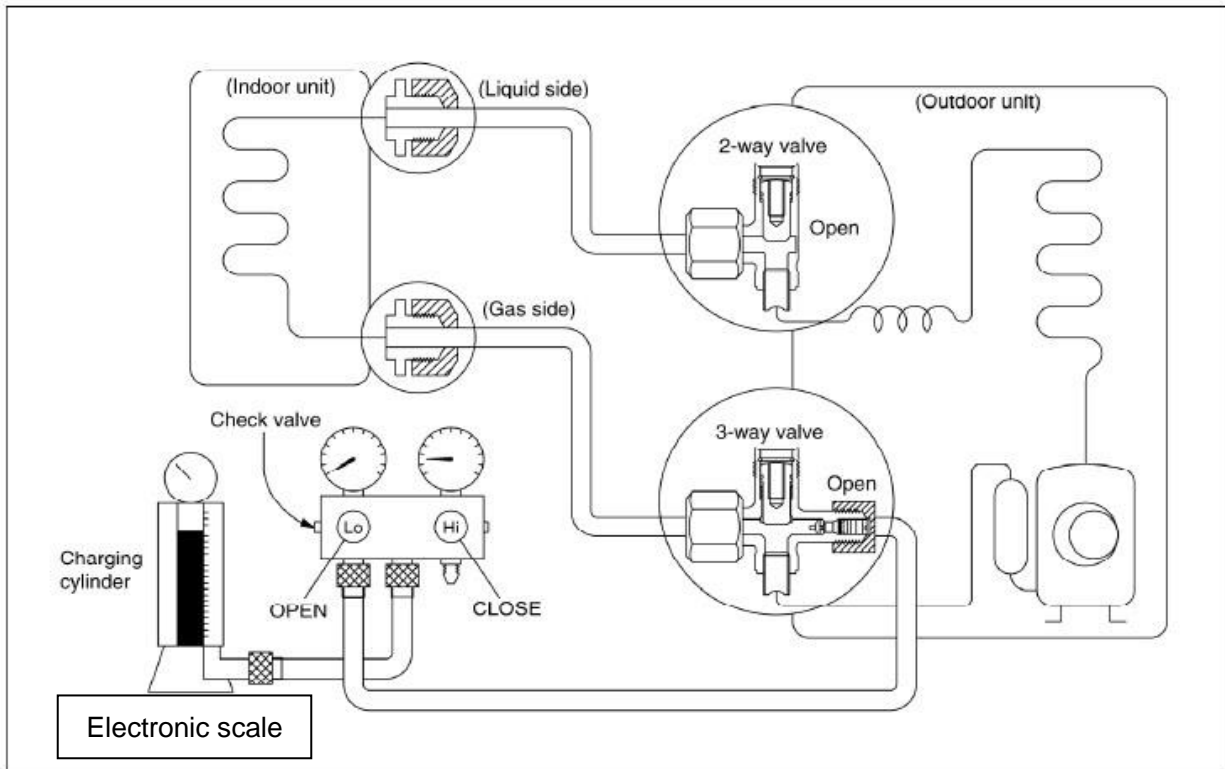 (Indoor unit)
(Liquid side)
(Outdoor unit)
2-way valve
Open
(Gas side)
3-way valve
Open
Check valve
Lo
Hi
Charging
cylinder
OPEN
CLOSE
Electronic scale